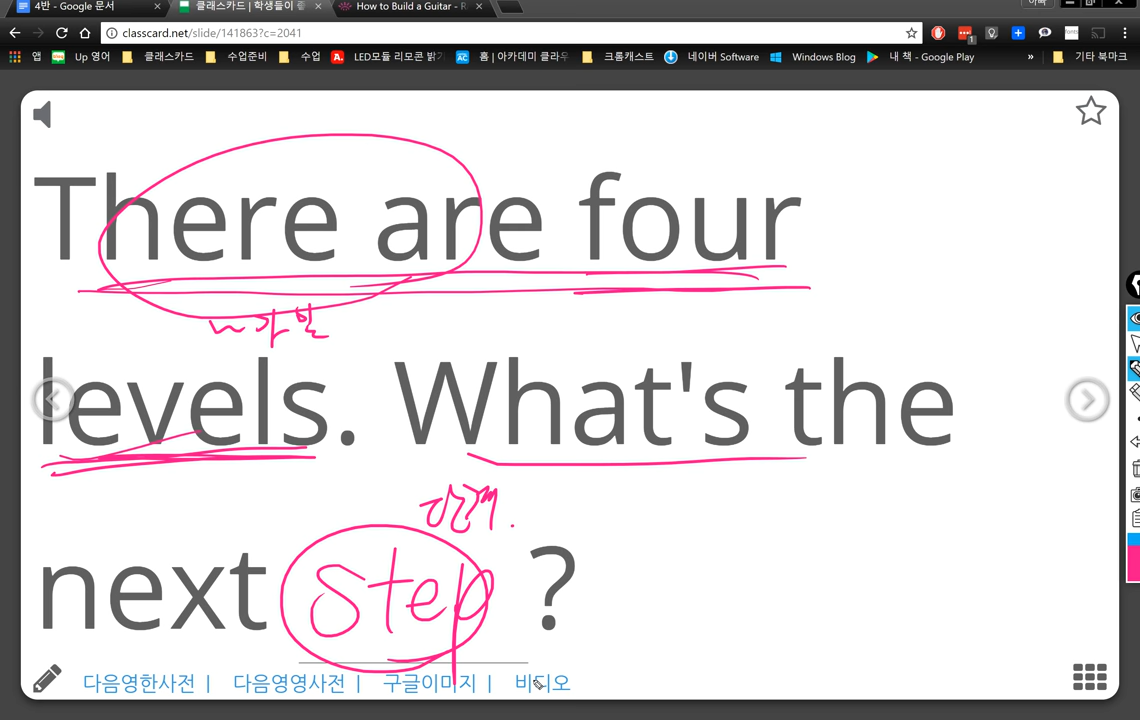 4반 - Google 문서
클래스카드 | 학생들이 즐
How to Build a Guitar - R
classcard.net/slide/141863?c=2041
앱 Up 영어 클래스카드 수업준비 수업 LED모듈 리모콘 밝기 홈 | 아카데미 클라우 크롬캐스트 네이버 Software Windows Blog 내 책 - Google Play » 기타 북마크
There are four
levels. What's the
단계.
next step ?
다음영한사전 | 다음영영사전 | 구글이미지 | 비디오